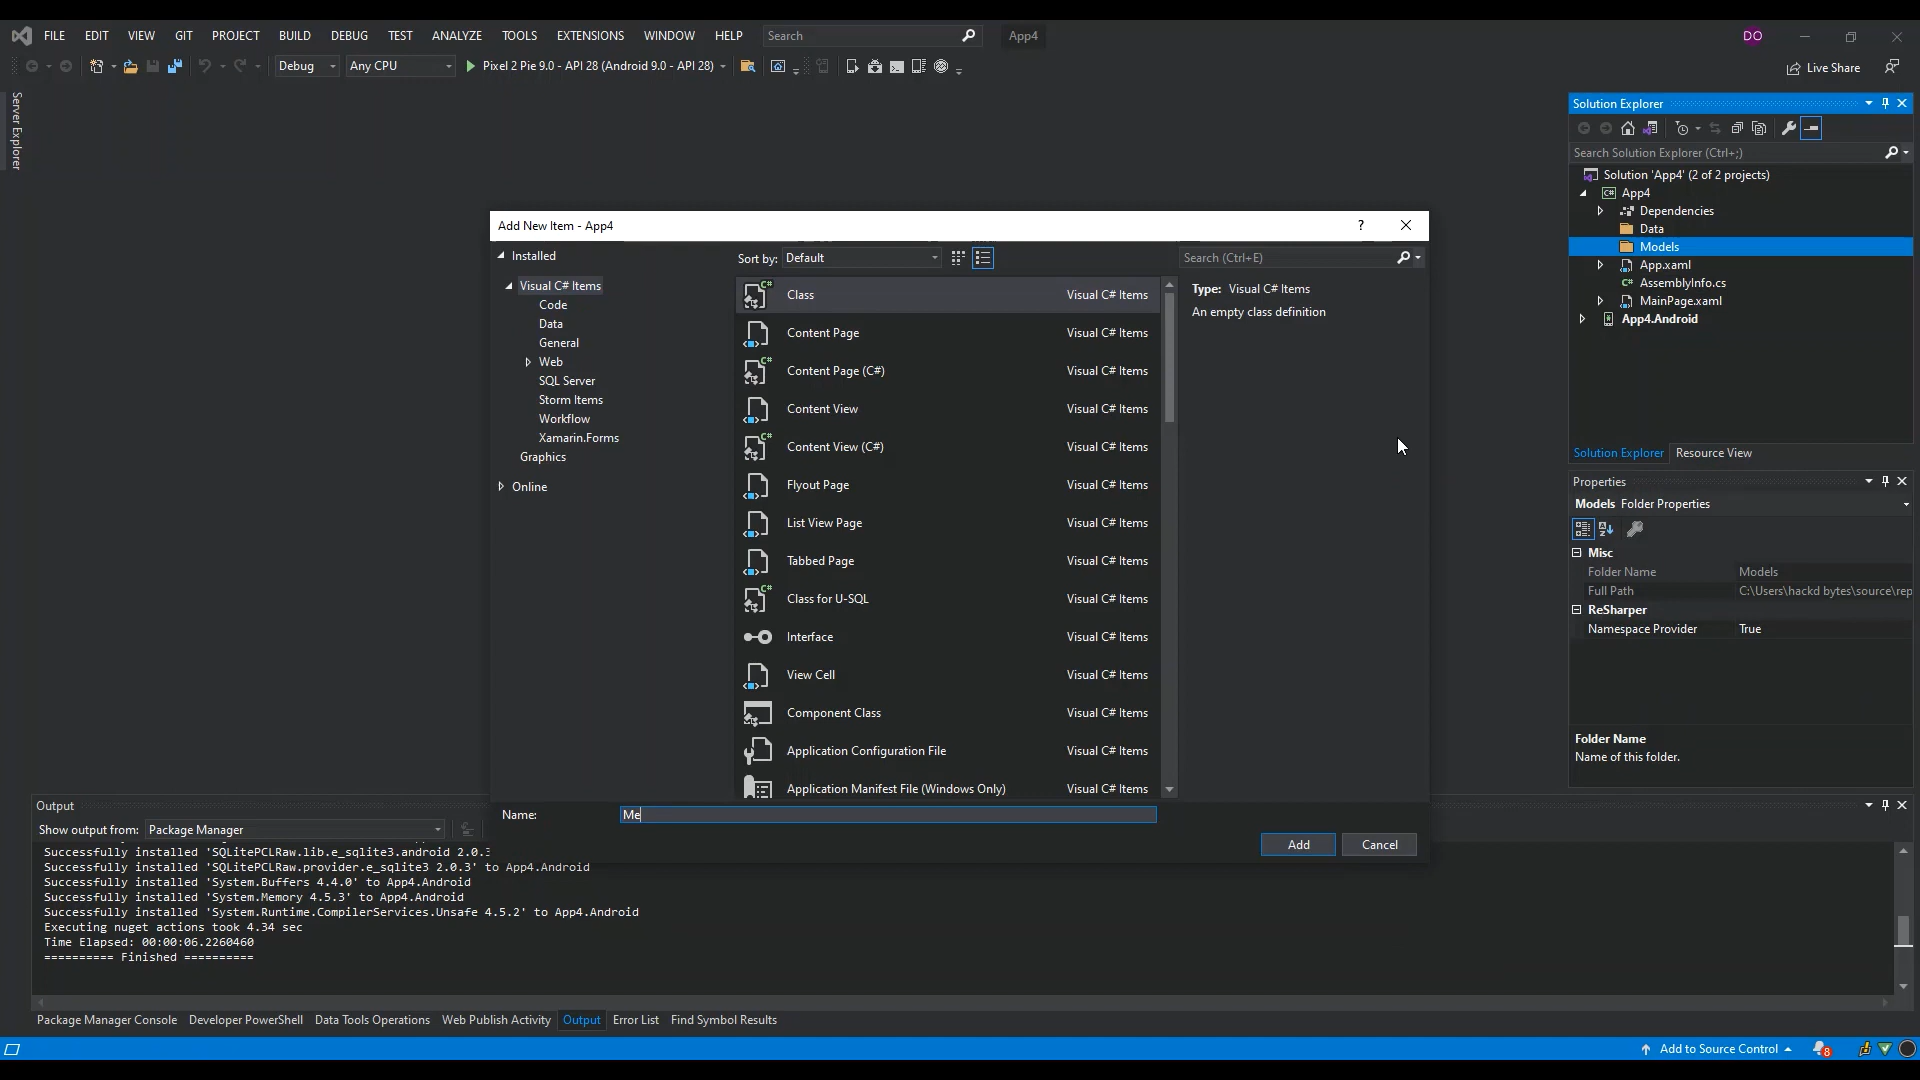 FILE EDIT VIEW GIT PROJECT BUILD DEBUG TEST ANALYZE TOOLS EXTENSIONS WINDOW HELP Search App4 DO
Debug Any CPU Pixel 2 Pie 9.0 - API 28 (Android 9.0 - API 28) Live Share
Server Explorer
Solution Explorer
Search Solution Explorer (Ctrl+;)
Solution 'App4' (2 of 2 projects)
C# App4
Dependencies
Data
Models
App.xaml
C# AssemblyInfo.cs
MainPage.xaml
App4.Android
Solution Explorer Resource View
Add New Item - App4 ?
Installed
Visual C# Items
Code
Data
General
Web
SQL Server
Storm Items
Workflow
Xamarin.Forms
Graphics
Online
Sort by: Default
Search (Ctrl+E)
Class Visual C# Items
Content Page Visual C# Items
Content Page (C#) Visual C# Items
Content View Visual C# Items
Content View (C#) Visual C# Items
Flyout Page Visual C# Items
List View Page Visual C# Items
Tabbed Page Visual C# Items
Class for U-SQL Visual C# Items
Interface Visual C# Items
View Cell Visual C# Items
Component Class Visual C# Items
Application Configuration File Visual C# Items
Application Manifest File (Windows Only) Visual C# Items
Type: Visual C# Items
An empty class definition
Name: Me
Add Cancel
Properties
Models Folder Properties
Misc
Folder Name Models
Full Path C:\Users\hackd bytes\source\rep
ReSharper
Namespace Provider True
Folder Name
Name of this folder.
Output
Show output from: Package Manager
Successfully installed 'SQLitePCLRaw.lib.e_sqlite3.android 2.0.3
Successfully installed 'SQLitePCLRaw.provider.e_sqlite3 2.0.3' to App4.Android
Successfully installed 'System.Buffers 4.4.0' to App4.Android
Successfully installed 'System.Memory 4.5.3' to App4.Android
Successfully installed 'System.Runtime.CompilerServices.Unsafe 4.5.2' to App4.Android
Executing nuget actions took 4.34 sec
Time Elapsed: 00:00:06.2260460
========== Finished ==========
Package Manager Console Developer PowerShell Data Tools Operations Web Publish Activity Output Error List Find Symbol Results
Add to Source Control 8